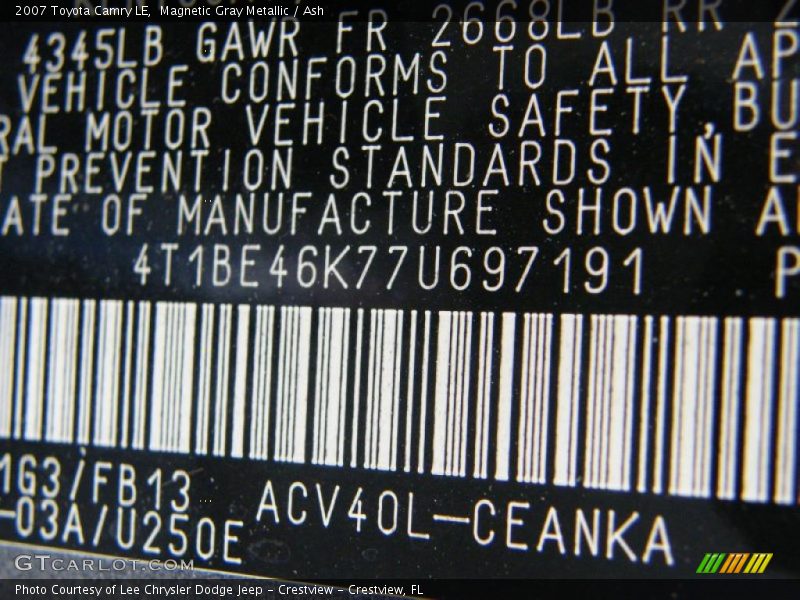 2007 Toyota Camry LE, Magnetic Gray Metallic / Ash
4345LB GAWR FR 2668LB RR
VEHICLE CONFORMS TO ALL AP
RAL MOTOR VEHICLE SAFETY, BU
T PREVENTION STANDARDS IN E
ATE OF MANUFACTURE SHOWN A
4T1BE46K77U697191 P
1G3/FB13
ACV40L-CEANKA
-03A/U250E
GTCARLOT.COM
Photo Courtesy of Lee Chrysler Dodge Jeep - Crestview - Crestview, FL